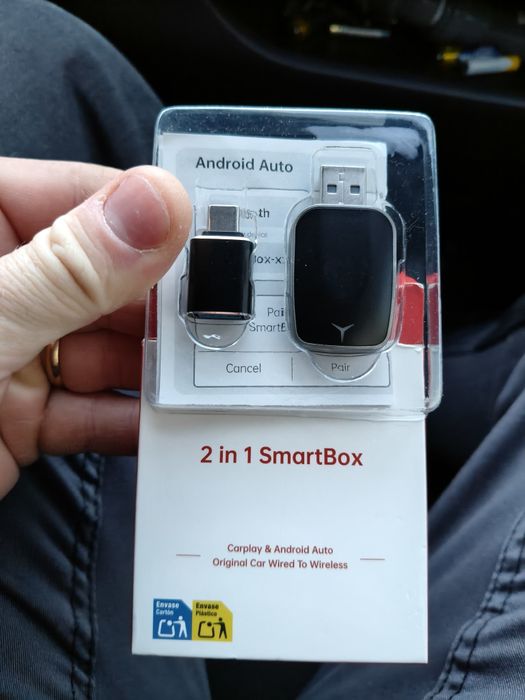 Android Auto
Pai
Cancel
Pair
2 in 1 SmartBox
Carplay & Android Auto
Original Car Wired To Wireless
Envase
Cartón
Envase
Plástico